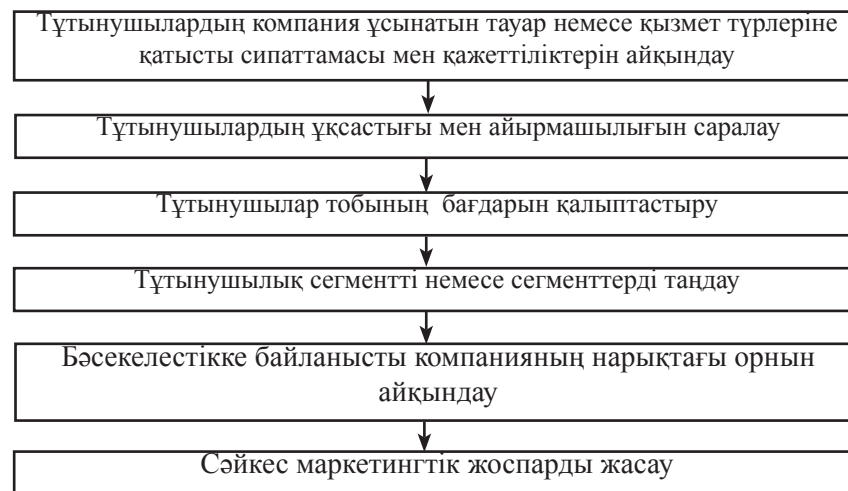 Тұтынушылардың компания ұсынатын тауар немесе қызмет түрлеріне
қатысты сипаттамасы мен қажеттіліктерін айқындау
Тұтынушылардың ұқсастығы мен айырмашылығын саралау
Тұтынушылар тобының бағдарын қалыптастыру
Тұтынушылық сегментті немесе сегменттерді таңдау
Бәсекелестікке байланысты компанияның нарықтағы орнын
айқындау
Сәйкес маркетингтік жоспарды жасау